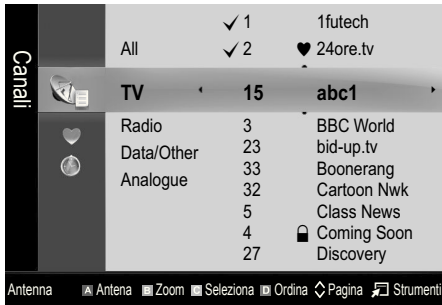 Canali
✓ 1 1futech
All ✓ 2 ♥ 24ore.tv
TV 15 abc1
Radio 3 BBC World
Data/Other 23 bid-up.tv
Analogue 33 Boonerang
32 Cartoon Nwk
5 Class News
4 Coming Soon
27 Discovery
Antenna A Antena B Zoom C Seleziona D Ordina Pagina Strumenti